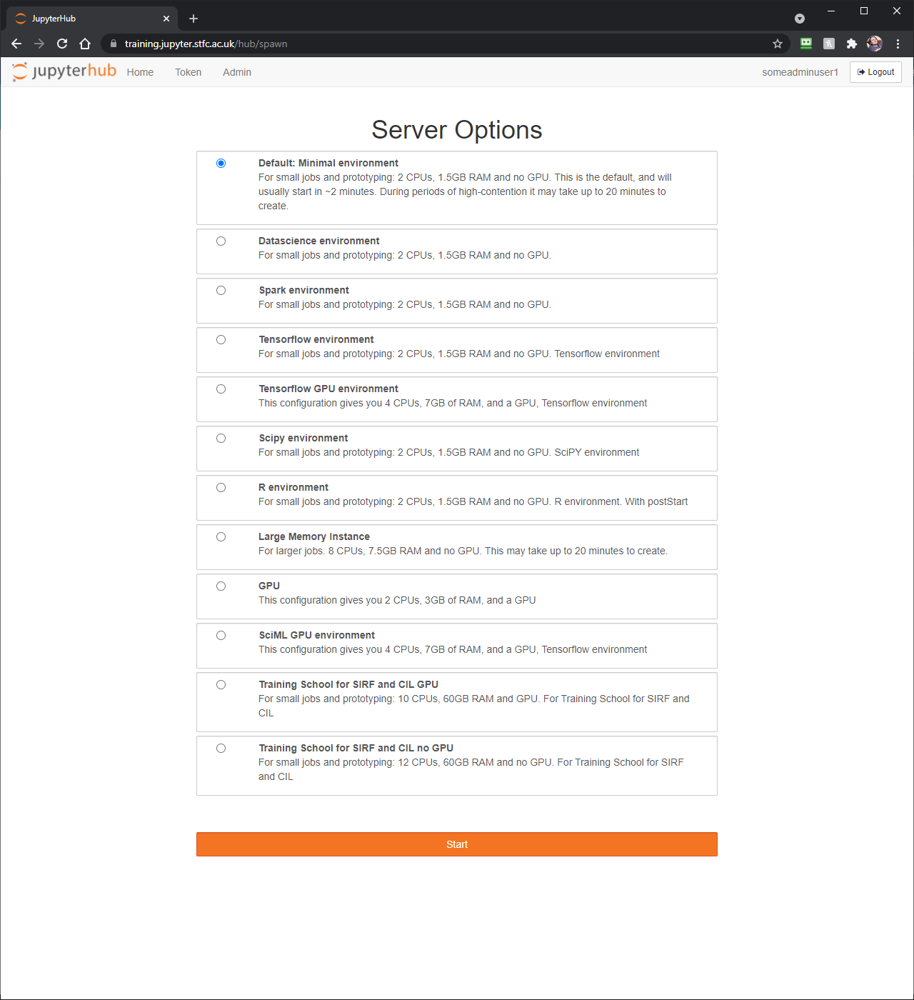 JupyterHub
training.jupyter.stfc.ac.uk/hub/spawn
jupyterhub Home Token Admin someadminuser1 Logout
Server Options
Default: Minimal environment
For small jobs and prototyping: 2 CPUs, 1.5GB RAM and no GPU. This is the default, and will
usually start in ~2 minutes. During periods of high-contention it may take up to 20 minutes to
create.
Datascience environment
For small jobs and prototyping: 2 CPUs, 1.5GB RAM and no GPU.
Spark environment
For small jobs and prototyping: 2 CPUs, 1.5GB RAM and no GPU.
Tensorflow environment
For small jobs and prototyping: 2 CPUs, 1.5GB RAM and no GPU. Tensorflow environment
Tensorflow GPU environment
This configuration gives you 4 CPUs, 7GB of RAM, and a GPU, Tensorflow environment
Scipy environment
For small jobs and prototyping: 2 CPUs, 1.5GB RAM and no GPU. SciPY environment
R environment
For small jobs and prototyping: 2 CPUs, 1.5GB RAM and no GPU. R environment. With postStart
Large Memory Instance
For larger jobs. 8 CPUs, 7.5GB RAM and no GPU. This may take up to 20 minutes to create.
GPU
This configuration gives you 2 CPUs, 3GB of RAM, and a GPU
SciML GPU environment
This configuration gives you 4 CPUs, 7GB of RAM, and a GPU, Tensorflow environment
Training School for SIRF and CIL GPU
For small jobs and prototyping: 10 CPUs, 60GB RAM and GPU. For Training School for SIRF and
CIL
Training School for SIRF and CIL no GPU
For small jobs and prototyping: 12 CPUs, 60GB RAM and no GPU. For Training School for SIRF
and CIL
Start